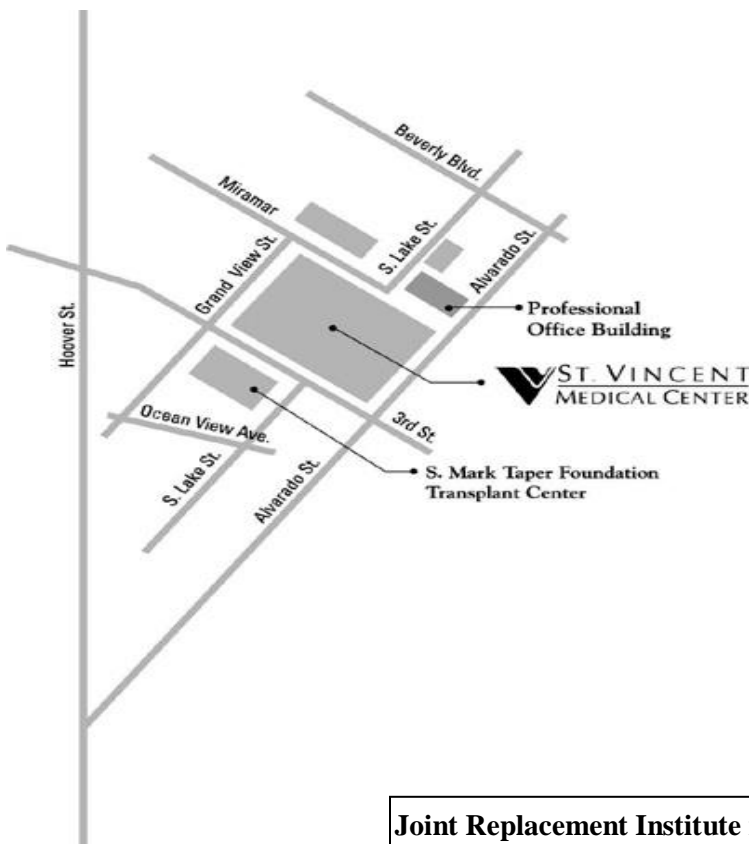 Beverly Blvd.
Miramar
S. Lake St.
Alvarado St.
Grand View St.
Professional
Office Building
Hoover St.
ST. VINCENT
MEDICAL CENTER
Ocean View Ave.
3rd St.
S. Lake St.
Alvarado St.
S. Mark Taper Foundation
Transplant Center
Joint Replacement Institute